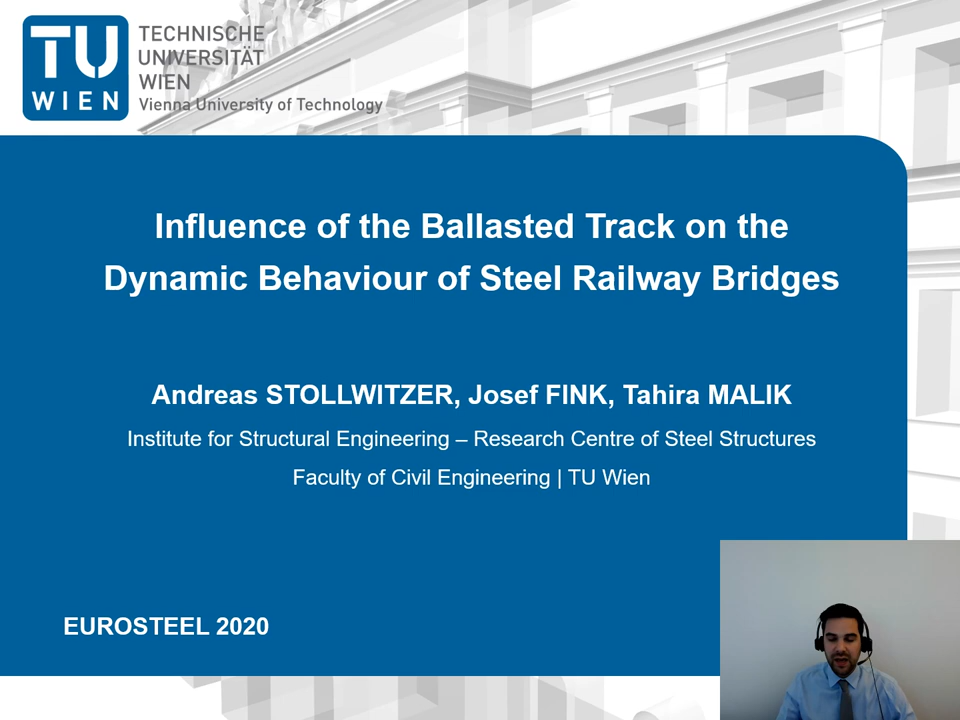 TU
WIEN
TECHNISCHE
UNIVERSITÄT
WIEN
Vienna University of Technology
Influence of the Ballasted Track on the
Dynamic Behaviour of Steel Railway Bridges
Andreas STOLLWITZER, Josef FINK, Tahira MALIK
Institute for Structural Engineering – Research Centre of Steel Structures
Faculty of Civil Engineering | TU Wien
EUROSTEEL 2020